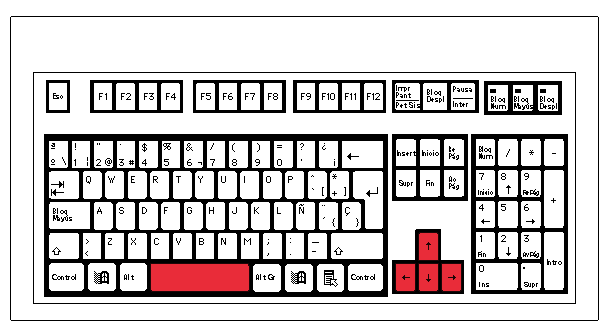 Esc F1 F2 F3 F4 F5 F6 F7 F8 F9 F10 F11 F12
Impr
Pant
Pet Sis
Bloq
Despl
Pausa
Inter
Bloq
Num
Bloq
Mayús
Bloq
Despl
ª ! " · $ % & / ( ) = ? ¿
º \ 1 | 2 @ 3 # 4 5 6 ¬ 7 8 9 0 ' ¡ ←
Insert Inicio Re
Pág
Bloq
Num
/ * -
Q W E R T Y U I O P ^ ` [ * + ] ↵
Supr Fin Av
Pág
7
Inicio
8
↑
9
RePág
+
Bloq
Mayús
A S D F G H J K L Ñ ¨ ´ { Ç }
4
←
5 6
→
⇧ > < Z X C V B N M ; , : . _ - ⇧
↑
1
Fin
2
↓
3
AvPág
Intro
Control Alt Alt Gr Control
← ↓ →
0
Ins
.
Supr